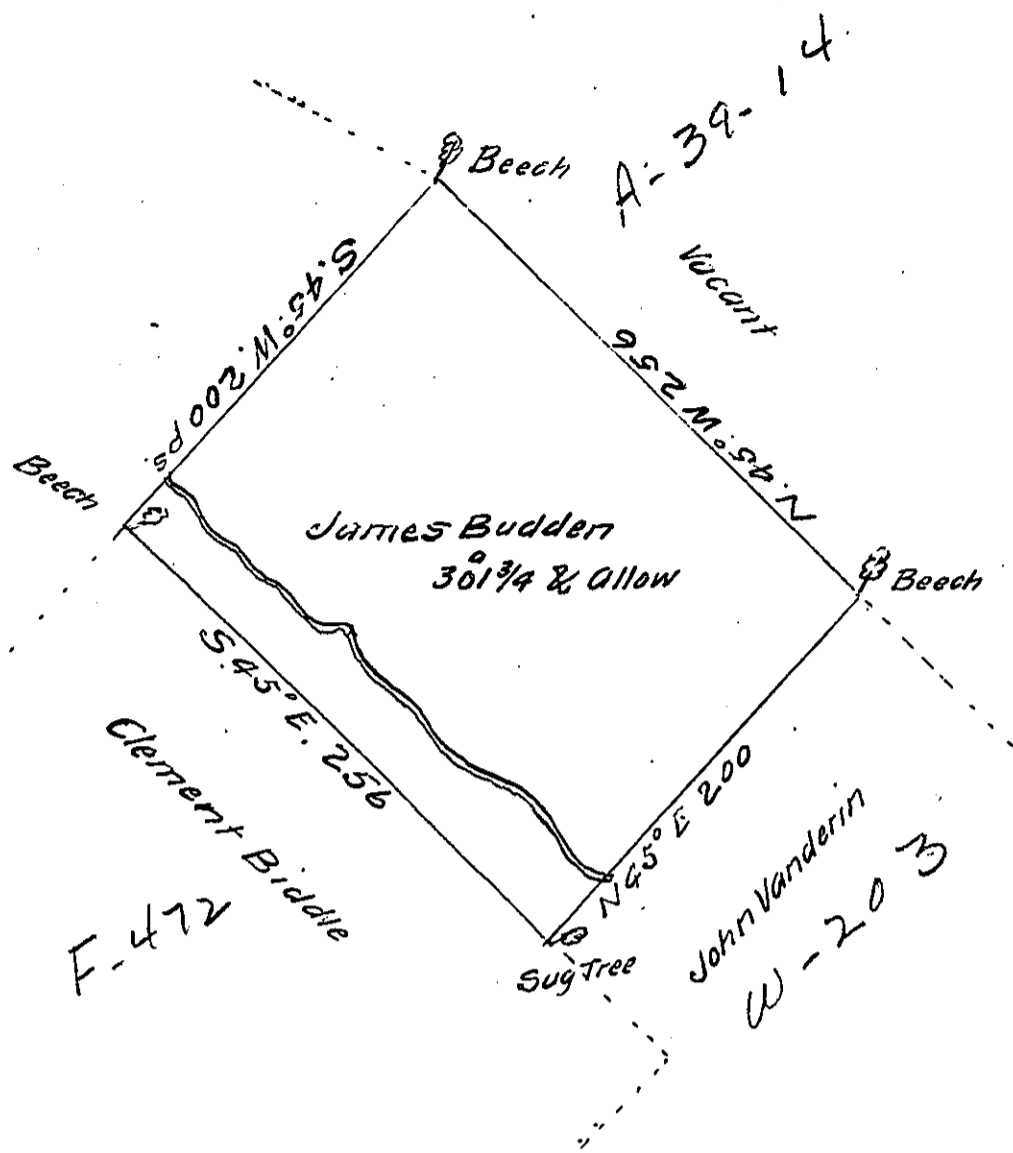 A-39-14
Beech
Vacant
S. 45° W. 200 ps.
N. 45° W 256
Beech
James Budden
301 3/4 a & Allow
Beech
S. 45° E. 256
N 45° E 200
Clement Biddle
F-472
John Vanderin
W-203
Sug Tree